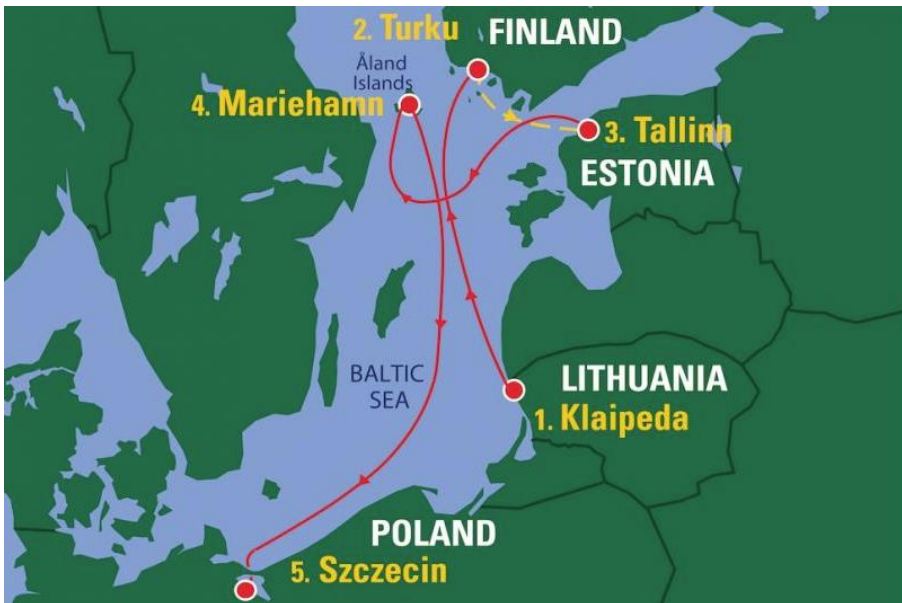 2. Turku
FINLAND
Åland
Islands
4. Mariehamn
3. Tallinn
ESTONIA
BALTIC
SEA
LITHUANIA
1. Klaipeda
POLAND
5. Szczecin